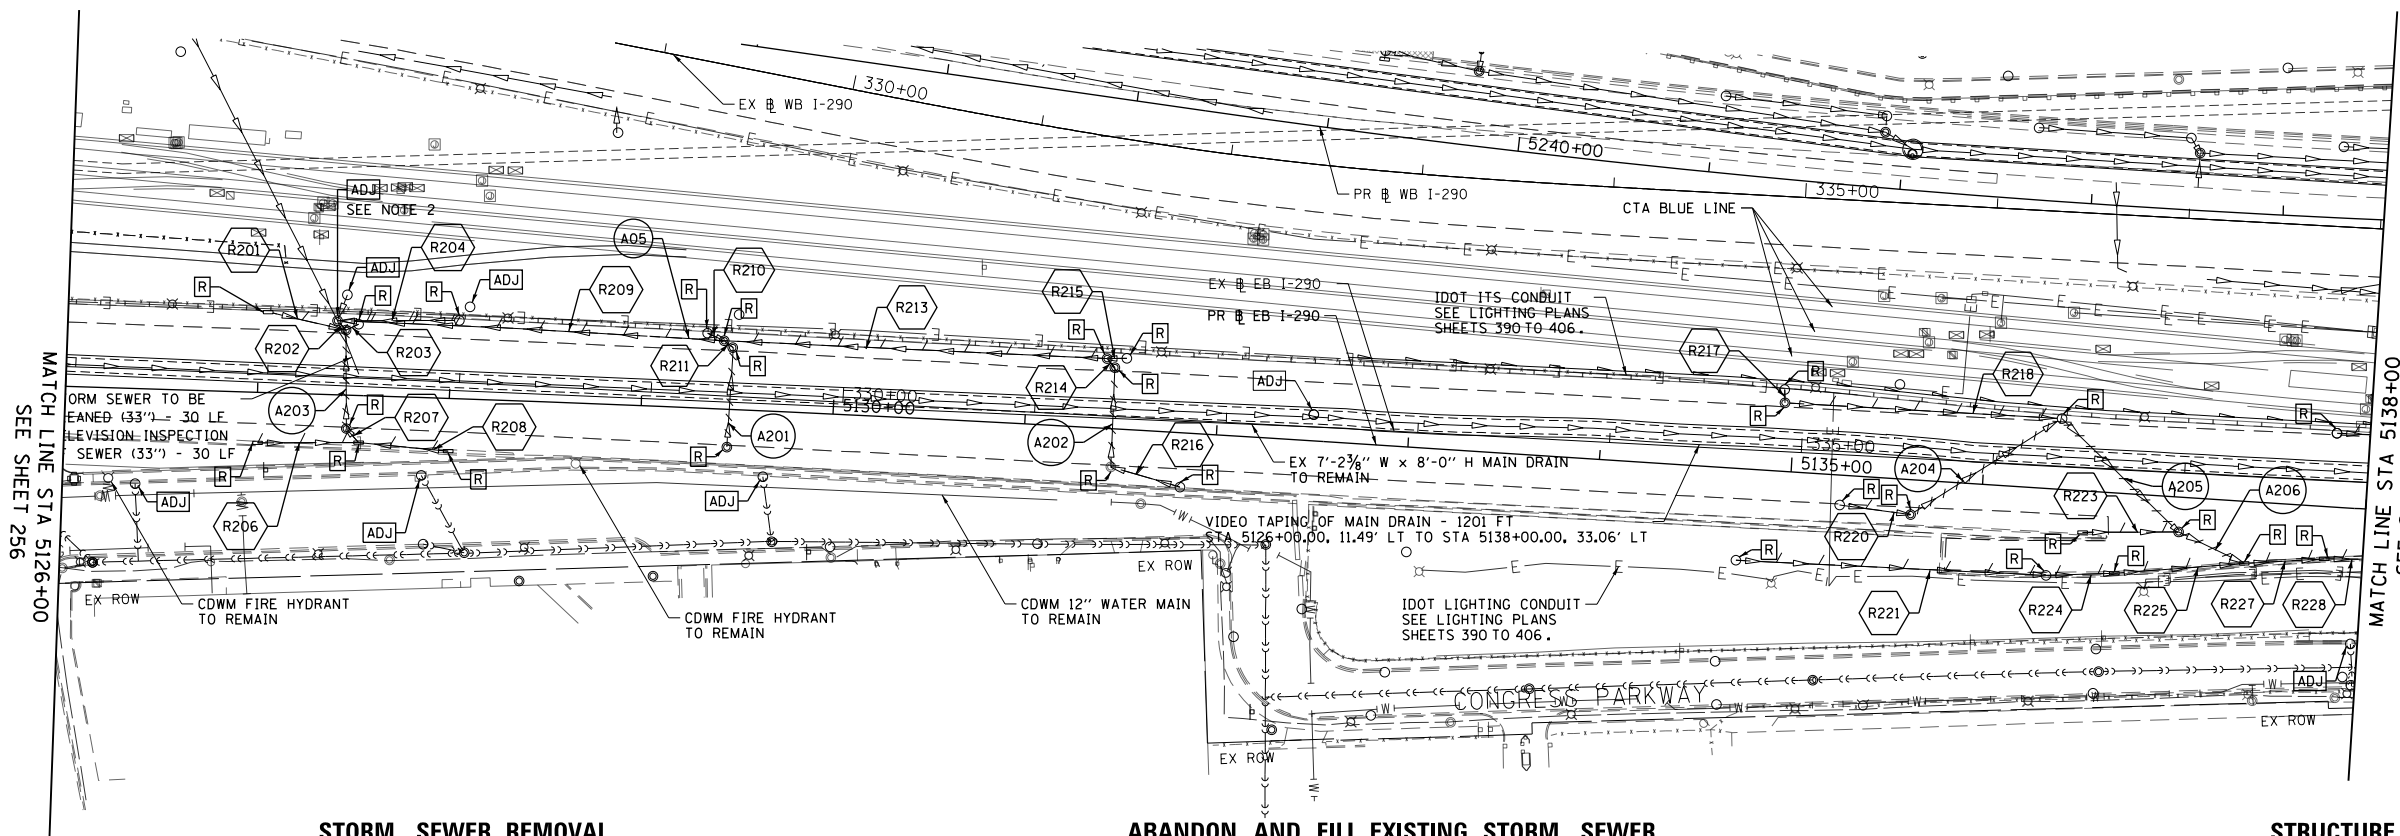 EX B WB I-290
330+00
5240+00
335+00
PR B WB I-290
CTA BLUE LINE
ADJ
SEE NOTE 2
R201
R204
A05
R210
ADJ
ADJ
R
R
R
R
R
R209
R215
R213
EX B EB I-290
PR B EB I-290
IDOT ITS CONDUIT
SEE LIGHTING PLANS
SHEETS 390 TO 406.
R202
R203
R211
R
R
R
R
R214
R217
R
R218
ADJ
R
R
R
330+00
5130+00
ORM SEWER TO BE
EANED (33") - 30 LF
LEVISION INSPECTION
SEWER (33") - 30 LF
A203
R
R207
R208
A201
A202
R216
335+00
5135+00
EX 7'-2⅜" W × 8'-0" H MAIN DRAIN
TO REMAIN
R
R
R
R
R
R
A204
A205
A206
R223
ADJ
R206
ADJ
ADJ
R
R
R220
VIDEO TAPING OF MAIN DRAIN - 1201 FT
STA 5126+00.00, 11.49' LT TO STA 5138+00.00, 33.06' LT
R
R
R
R
R
R
R
W
W
E
E
E
EX ROW
EX ROW
CDWM FIRE HYDRANT
TO REMAIN
CDWM FIRE HYDRANT
TO REMAIN
CDWM 12" WATER MAIN
TO REMAIN
IDOT LIGHTING CONDUIT
SEE LIGHTING PLANS
SHEETS 390 TO 406.
R221
R224
R225
R227
R228
CONGRESS PARKWAY
ADJ
EX ROW
EX ROW
MATCH LINE STA 5126+00
SEE SHEET 256
MATCH LINE STA 5138+00
STORM SEWER REMOVAL
ABANDON AND FILL EXISTING STORM SEWER
STRUCTURE